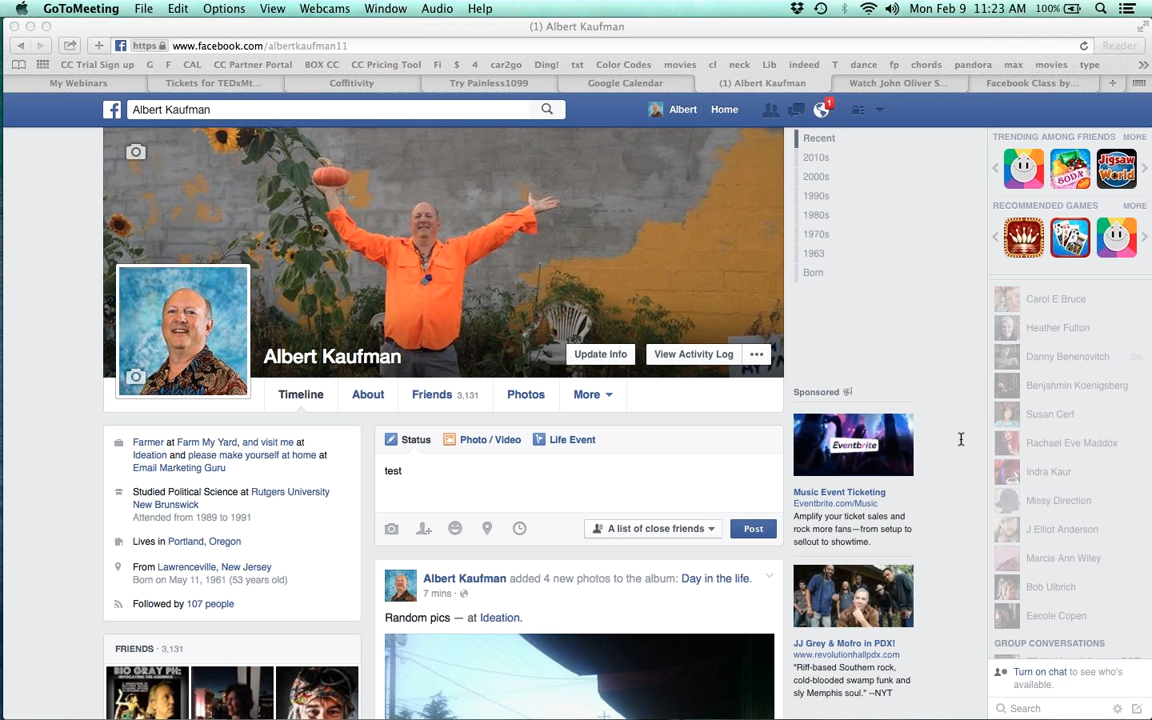 GoToMeeting File Edit Options View Webcams Window Audio Help Mon Feb 9 11:23 AM 100%
(1) Albert Kaufman
https www.facebook.com/albertkaufman11 Reader
CC Trial Sign up G F CAL CC Partner Portal BOX CC CC Pricing Tool Fi $ 4 car2go Ding! txt Color Codes movies cl neck Lib indeed T dance fp chords pandora max movies type
My Webinars Tickets for TEDxMt... Coffitivity Try Painless1099 Google Calendar (1) Albert Kaufman Watch John Oliver S... Facebook Class by...
Albert Kaufman Albert Home 1
Recent
2010s
2000s
1990s
1980s
1970s
1963
Born
TRENDING AMONG FRIENDS MORE
SODA
Jigsaw
World
RECOMMENDED GAMES MORE
Albert Kaufman Update Info View Activity Log
Timeline About Friends 3,131 Photos More
Farmer at Farm My Yard, and visit me at
Ideation and please make yourself at home at
Email Marketing Guru
Studied Political Science at Rutgers University
New Brunswick
Attended from 1989 to 1991
Lives in Portland, Oregon
From Lawrenceville, New Jersey
Born on May 11, 1961 (53 years old)
Followed by 107 people
FRIENDS · 3,131
BIG GRAY PH:
Status Photo / Video Life Event
test
A list of close friends Post
Albert Kaufman added 4 new photos to the album: Day in the life.
7 mins ·
Random pics — at Ideation.
Sponsored
Eventbrite
Music Event Ticketing
Eventbrite.com/Music
Amplify your ticket sales and
rock more fans—from setup to
sellout to showtime.
JJ Grey & Mofro in PDX!
www.revolutionhallpdx.com
"Riff-based Southern rock,
cold-blooded swamp funk and
sly Memphis soul." --NYT
Carol E Bruce
Heather Fulton
Danny Benenovitch 2m
Benjahmin Koenigsberg
Susan Cerf
Rachael Eve Maddox
Indra Kaur
Missy Direction
J Elliot Anderson
Marcia Ann Wiley
Bob Ulbrich
Eecole Copen
GROUP CONVERSATIONS
Turn on chat to see who's
available.
Search